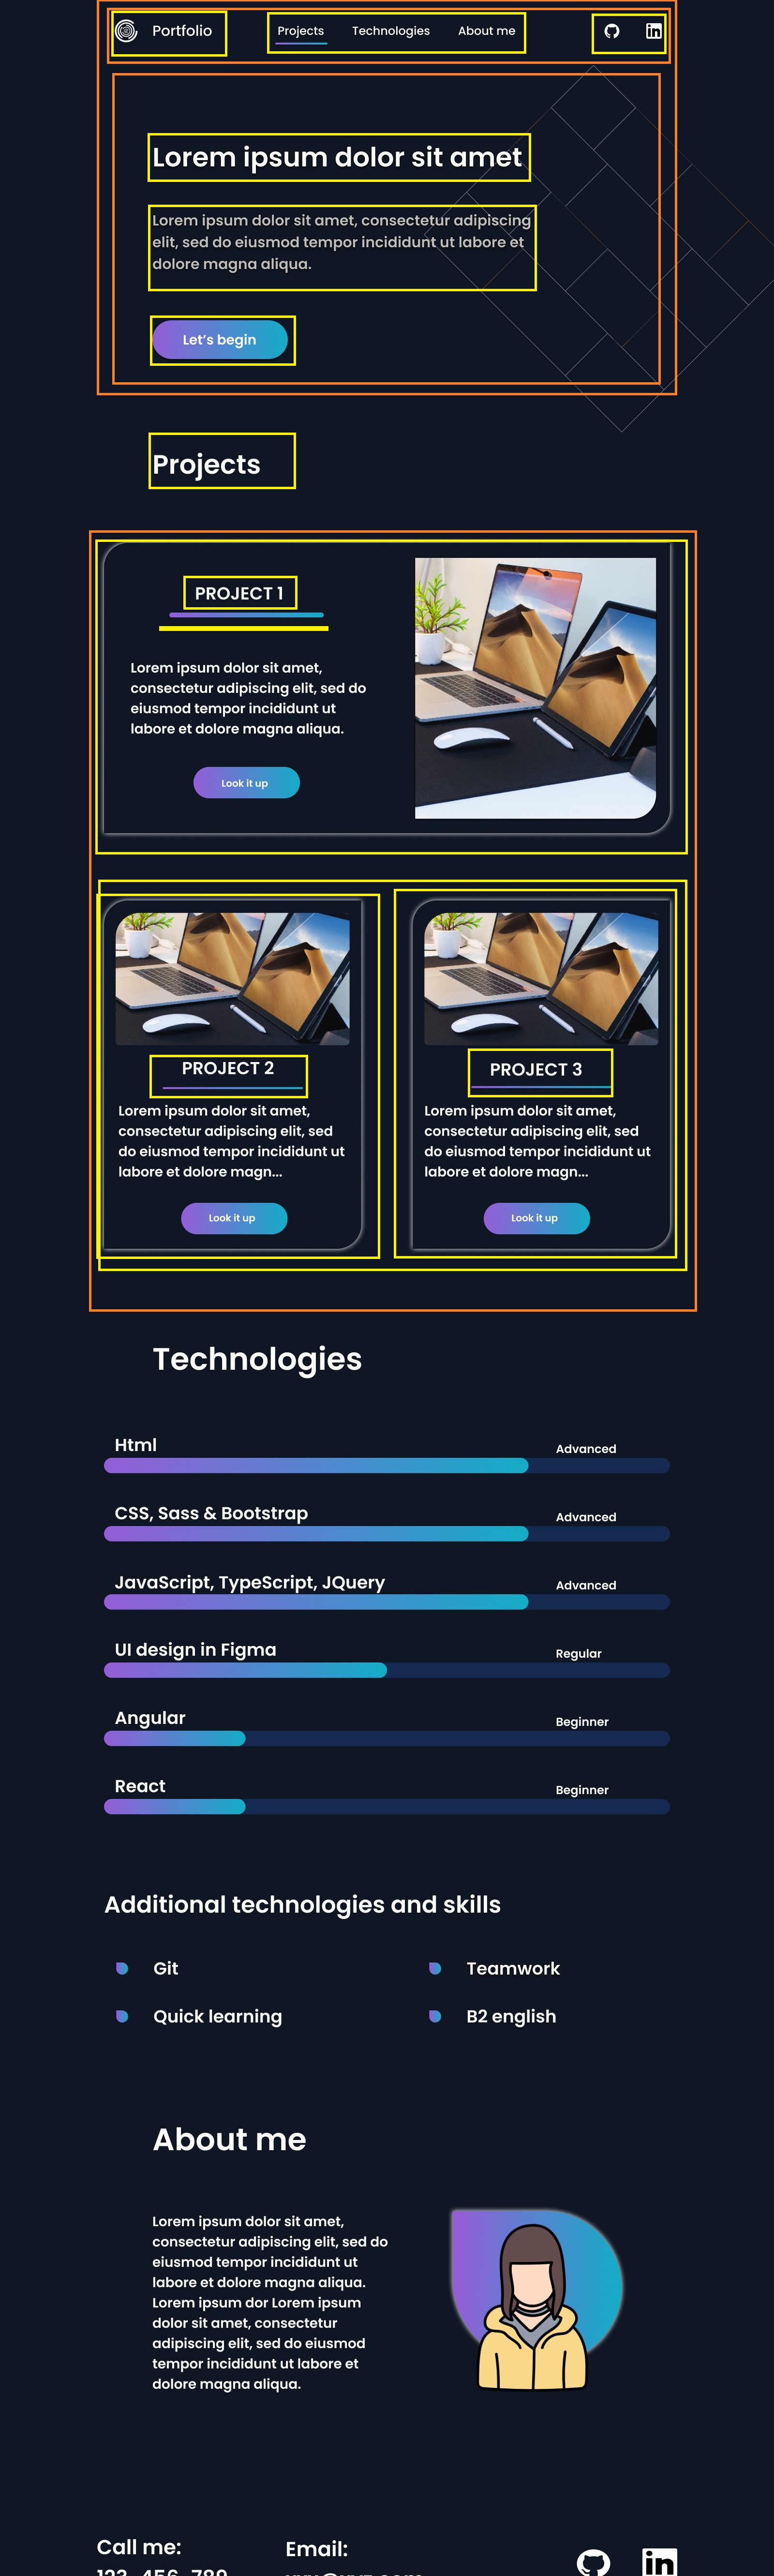 Portfolio
Projects
Technologies
About me
Lorem ipsum dolor sit amet
Lorem ipsum dolor sit amet, consectetur adipiscing
elit, sed do eiusmod tempor incididunt ut labore et
dolore magna aliqua.
Let’s begin
Projects
PROJECT 1
Lorem ipsum dolor sit amet,
consectetur adipiscing elit, sed do
eiusmod tempor incididunt ut
labore et dolore magna aliqua.
Look it up
PROJECT 2
Lorem ipsum dolor sit amet,
consectetur adipiscing elit, sed
do eiusmod tempor incididunt ut
labore et dolore magn...
Look it up
PROJECT 3
Lorem ipsum dolor sit amet,
consectetur adipiscing elit, sed
do eiusmod tempor incididunt ut
labore et dolore magn...
Look it up
Technologies
Html
Advanced
CSS, Sass & Bootstrap
Advanced
JavaScript, TypeScript, JQuery
Advanced
UI design in Figma
Regular
Angular
Beginner
React
Beginner
Additional technologies and skills
Git
Teamwork
Quick learning
B2 english
About me
Lorem ipsum dolor sit amet,
consectetur adipiscing elit, sed do
eiusmod tempor incididunt ut
labore et dolore magna aliqua.
Lorem ipsum dor Lorem ipsum
dolor sit amet, consectetur
adipiscing elit, sed do eiusmod
tempor incididunt ut labore et
dolore magna aliqua.
Call me:
Email:
in